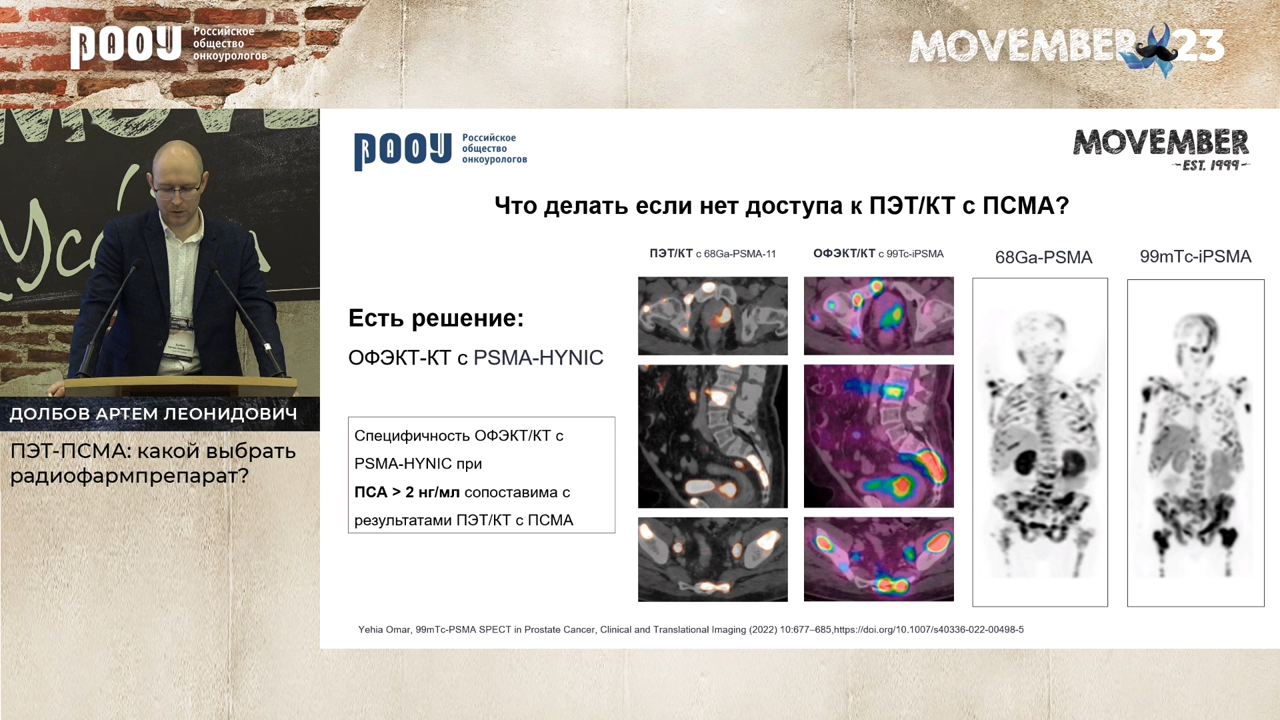 RAOOU
Российское
общество
онкоурологов
MOVEMBER 23
RAOOU
Российское
общество
онкоурологов
MOVEMBER
EST. 1999
Что делать если нет доступа к ПЭТ/КТ с ПСМА?
ПЭТ/КТ с 68Ga-PSMA-11
ОФЭКТ/КТ с 99Tc-iPSMA
68Ga-PSMA
99mTc-iPSMA
Есть решение:
ОФЭКТ-КТ с PSMA-HYNIC
Специфичность ОФЭКТ/КТ с
PSMA-HYNIC при
ПСА > 2 нг/мл сопоставима с
результатами ПЭТ/КТ с ПСМА
Yehia Omar, 99mTc-PSMA SPECT in Prostate Cancer, Clinical and Translational Imaging (2022) 10:677–685,https://doi.org/10.1007/s40336-022-00498-5
ДОЛБОВ АРТЕМ ЛЕОНИДОВИЧ
ПЭТ-ПСМА: какой выбрать
радиофармпрепарат?